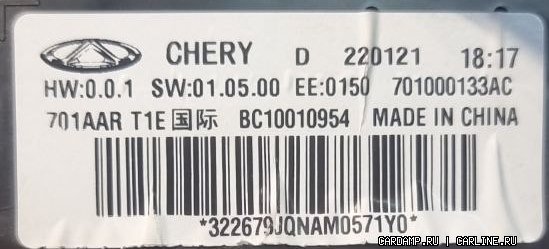 CHERY D 220121 18:17
HW:0.0.1 SW:01.05.00 EE:0150 701000133AC
701AAR T1E 国际 BC10010954 MADE IN CHINA
*322679JQNAM0571Y0*
CARDAMP.RU | CARLINE.RU